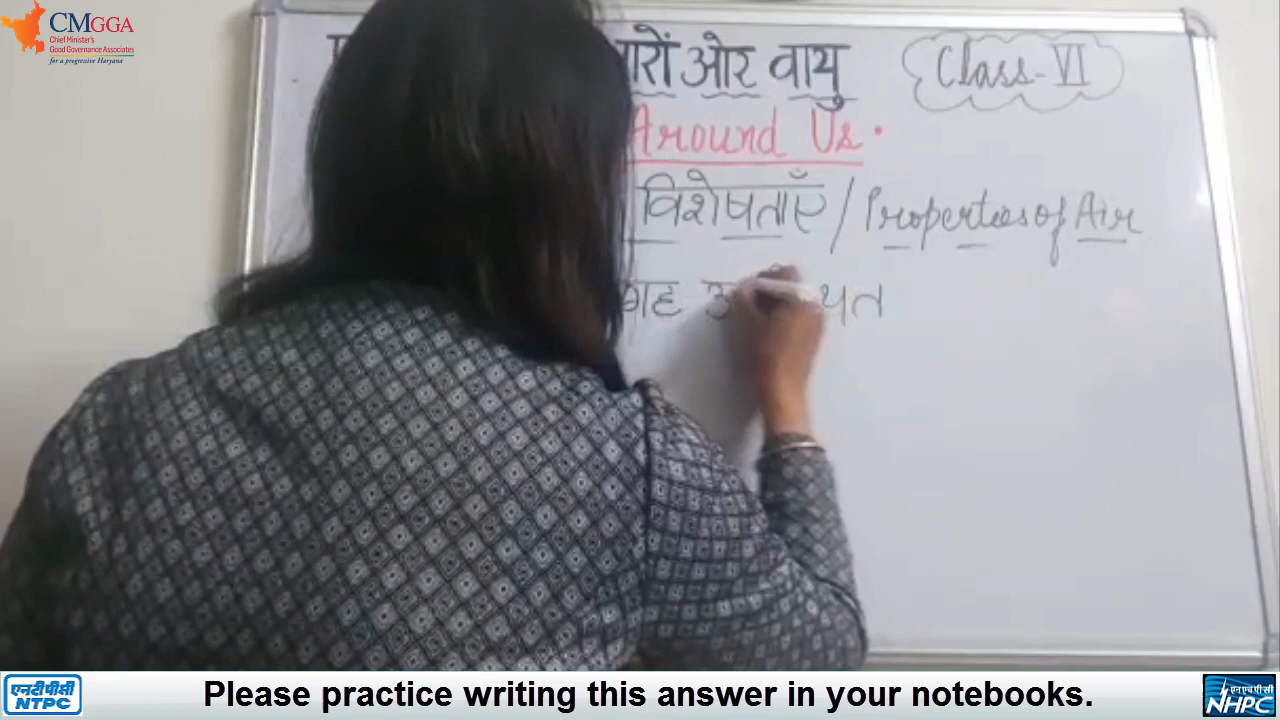 CMGGA
Chief Minister's
Good Governance Associates
for a progressive Haryana
ओर वायु
Class-VI
Around Us.
विशेषताएँ / Properties of Air
एनटीपीसी
NTPC
Please practice writing this answer in your notebooks.
एनएचपीसी
NHPC